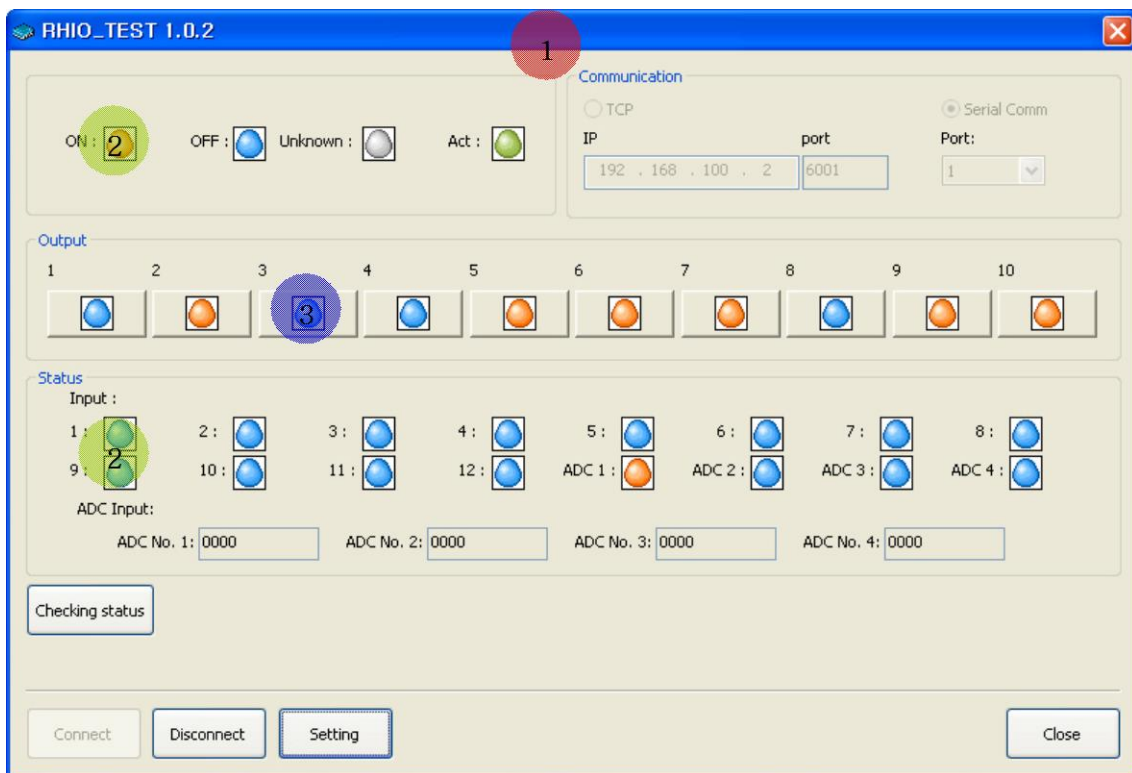 RHIO_TEST 1.0.2
1
Communication
TCP
Serial Comm
ON : 2 OFF : Unknown : Act :
IP port Port:
192 . 168 . 100 . 2 6001 1
Output
1 2 3 4 5 6 7 8 9 10
3
Status
Input :
1 : 2 : 3 : 4 : 5 : 6 : 7 : 8 :
2
9 : 10 : 11 : 12 : ADC 1 : ADC 2 : ADC 3 : ADC 4 :
ADC Input:
ADC No. 1: 0000 ADC No. 2: 0000 ADC No. 3: 0000 ADC No. 4: 0000
Checking status
Connect Disconnect Setting Close